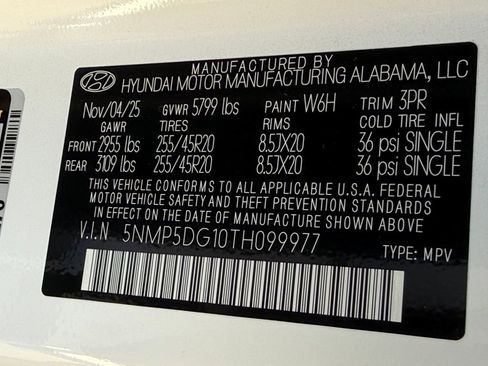 MANUFACTURED BY
HYUNDAI MOTOR MANUFACTURING ALABAMA, LLC
Nov/04/25 GVWR 5799 lbs PAINT W6H TRIM 3PR
GAWR TIRES RIMS COLD TIRE INFL
FRONT 2955 lbs 255/45R20 8.5JX20 36 psi SINGLE
REAR 3109 lbs 255/45R20 8.5JX20 36 psi SINGLE
THIS VEHICLE CONFORMS TO ALL APPLICABLE U.S.A. FEDERAL
MOTOR VEHICLE SAFETY AND THEFT PREVENTION STANDARDS
IN EFFECT ON THE DATE OF MANUFACTURE SHOWN ABOVE
V.I.N 5NMP5DG10TH099977
TYPE: MPV